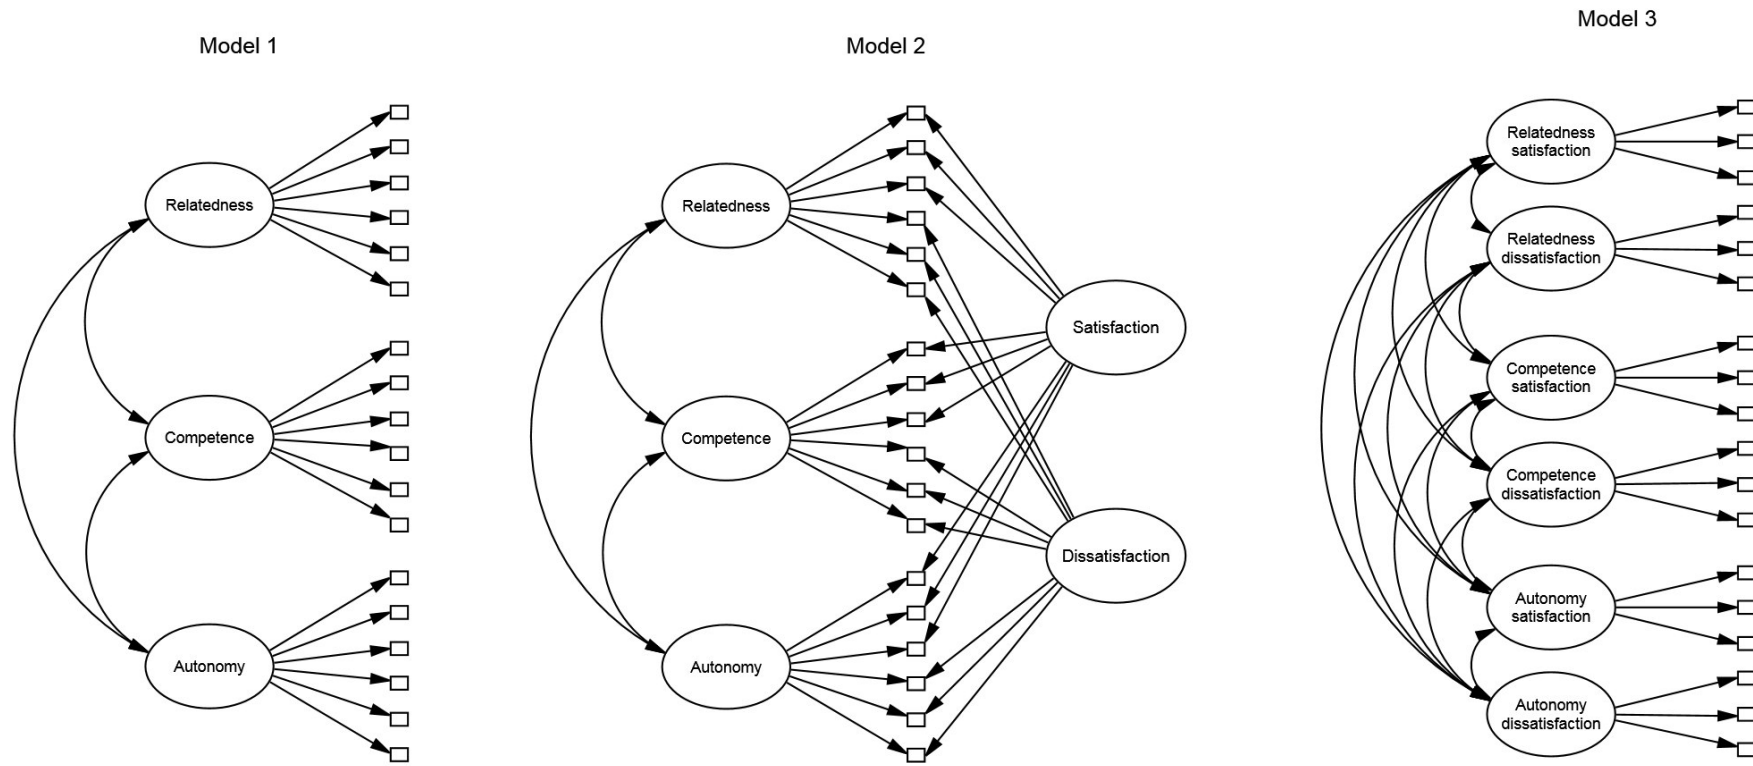 Model 1
Relatedness
Competence
Autonomy
Model 2
Relatedness
Competence
Autonomy
Satisfaction
Dissatisfaction
Model 3
Relatedness
satisfaction
Relatedness
dissatisfaction
Competence
satisfaction
Competence
dissatisfaction
Autonomy
satisfaction
Autonomy
dissatisfaction